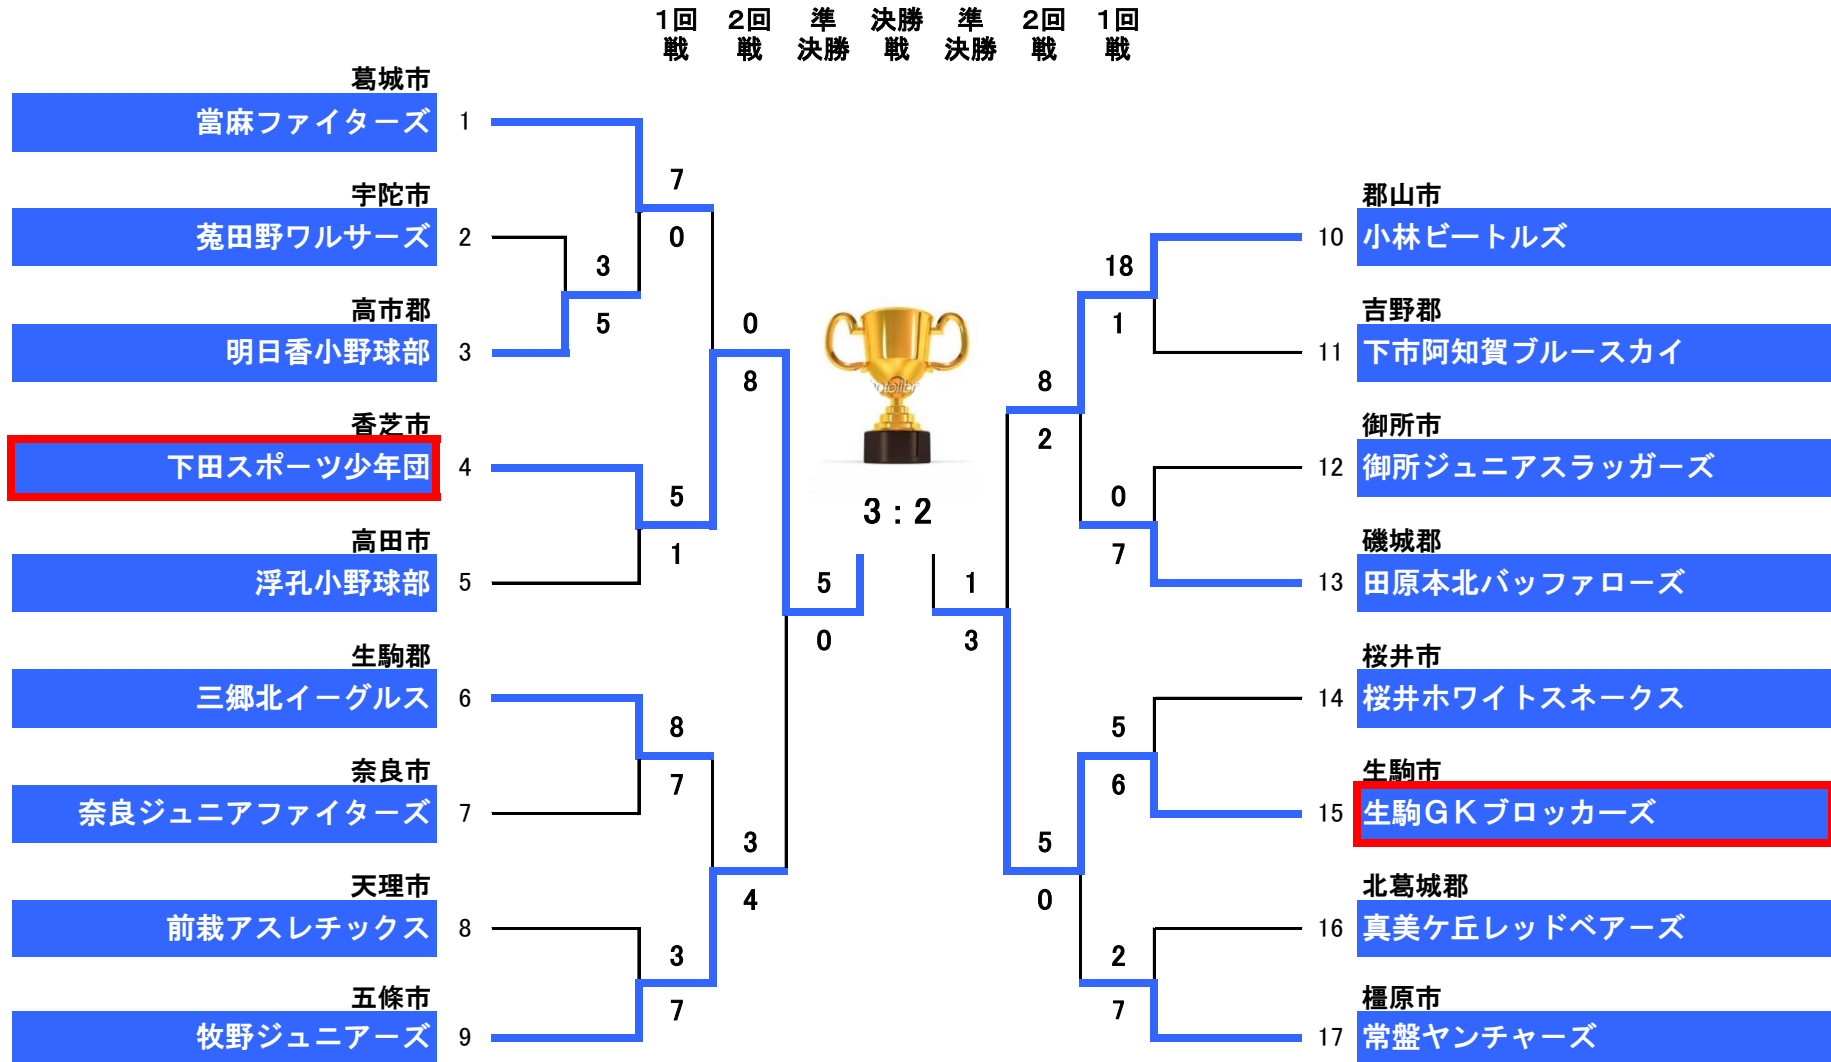 1回戦 2回戦 準決勝 決勝戦 準決勝 2回戦 1回戦
葛城市
當麻ファイターズ 1
7
宇陀市
菟田野ワルサーズ 2
0
3
高市郡
明日香小野球部 3
5
0
8
香芝市
下田スポーツ少年団 4
5
高田市
浮孔小野球部 5
1
5
0
生駒郡
三郷北イーグルス 6
8
奈良市
奈良ジュニアファイターズ 7
7
3
天理市
前栽アスレチックス 8
4
3
五條市
牧野ジュニアーズ 9
7
3:2
郡山市
10 小林ビートルズ
18
吉野郡
11 下市阿知賀ブルースカイ
1
8
御所市
12 御所ジュニアスラッガーズ
2
0
磯城郡
13 田原本北バッファローズ
7
1
3
桜井市
14 桜井ホワイトスネークス
5
生駒市
15 生駒GKブロッカーズ
6
5
北葛城郡
16 真美ケ丘レッドベアーズ
0
2
橿原市
17 常盤ヤンチャーズ
7